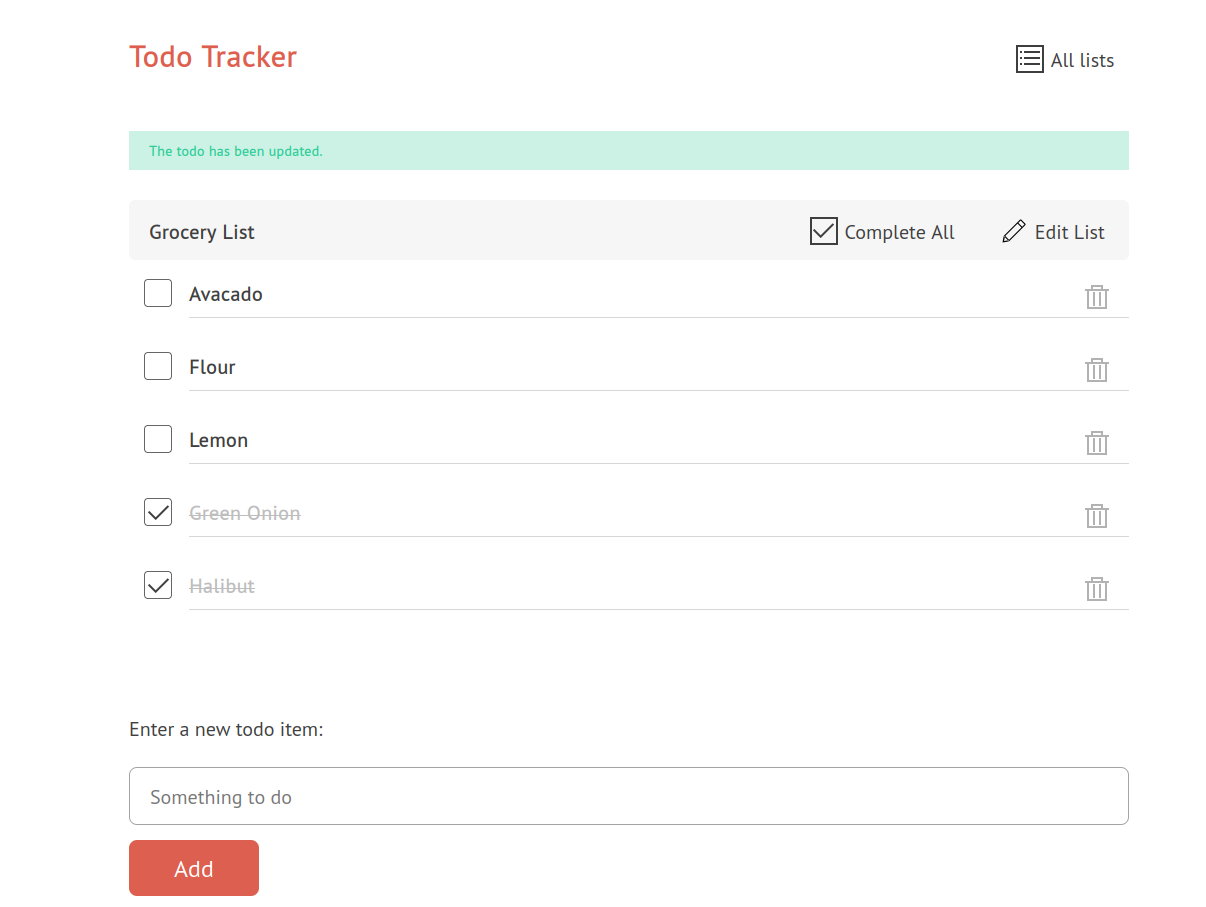 Todo Tracker
All lists
The todo has been updated.
Grocery List
Complete All
Edit List
Avacado
Flour
Lemon
Green Onion
Halibut
Enter a new todo item:
Something to do
Add